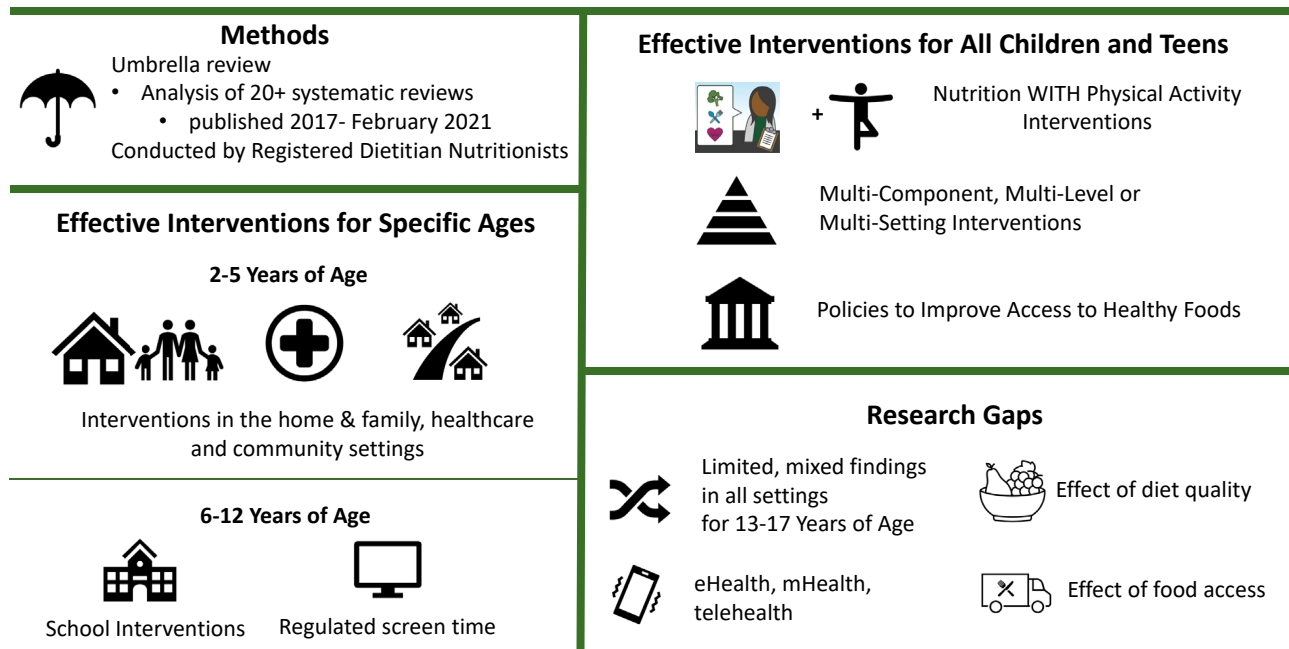 Methods
Umbrella review
• Analysis of 20+ systematic reviews
• published 2017- February 2021
Conducted by Registered Dietitian Nutritionists
Effective Interventions for Specific Ages
2-5 Years of Age
Interventions in the home & family, healthcare
and community settings
6-12 Years of Age
School Interventions
Regulated screen time
Effective Interventions for All Children and Teens
+
Nutrition WITH Physical Activity
Interventions
Multi-Component, Multi-Level or
Multi-Setting Interventions
Policies to Improve Access to Healthy Foods
Research Gaps
Limited, mixed findings
in all settings
for 13-17 Years of Age
Effect of diet quality
eHealth, mHealth,
telehealth
Effect of food access